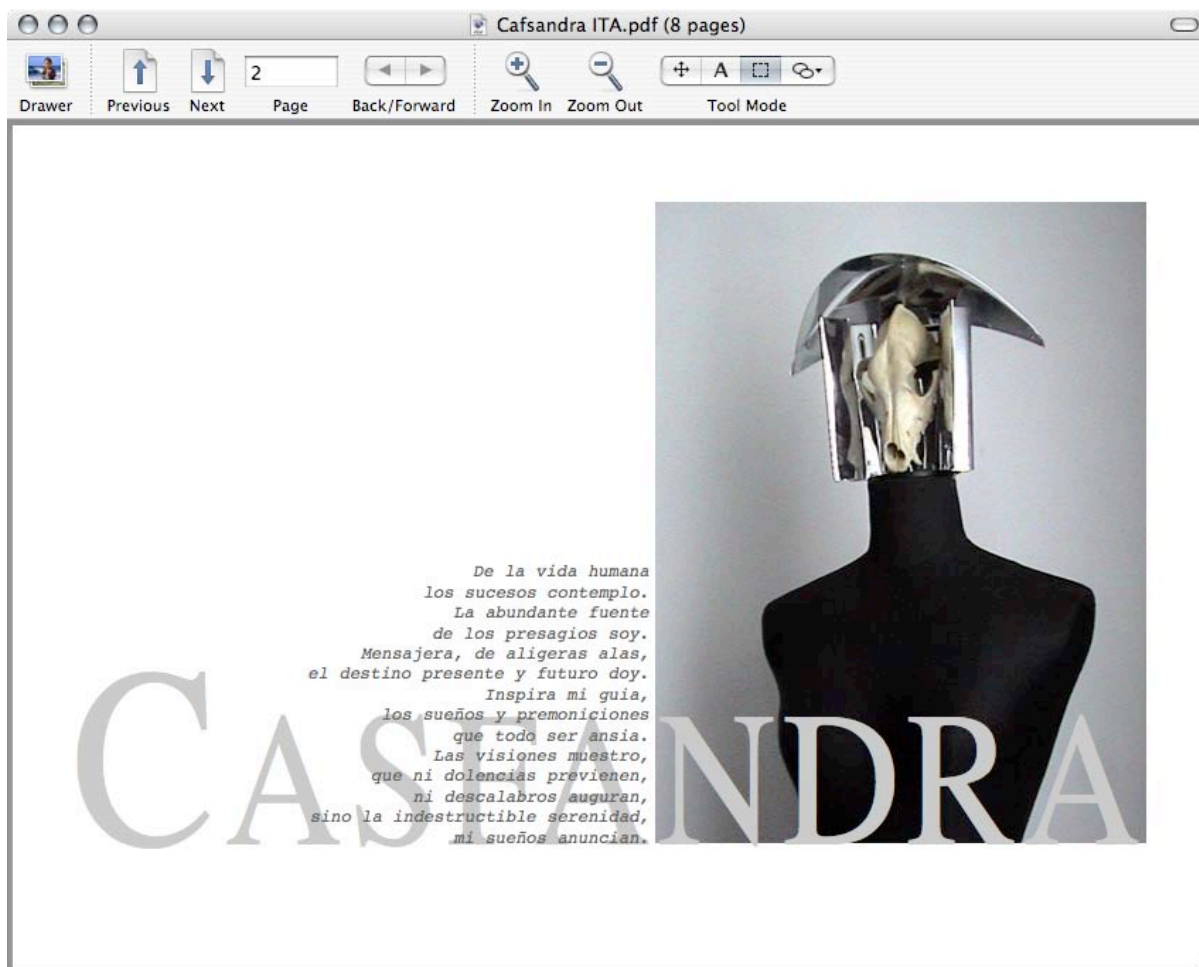 Cafsandra ITA.pdf (8 pages)
2
A
Drawer Previous Next Page Back/Forward Zoom In Zoom Out Tool Mode
De la vida humana
los sucesos contemplo.
La abundante fuente
de los presagios soy.
Mensajera, de aligeras alas,
el destino presente y futuro doy.
Inspira mi guia,
los sueños y premoniciones
que todo ser ansia.
Las visiones muestro,
que ni dolencias previenen,
ni descalabros auguran,
sino la indestructible serenidad,
mi sueños anuncian.
CASFANDRA